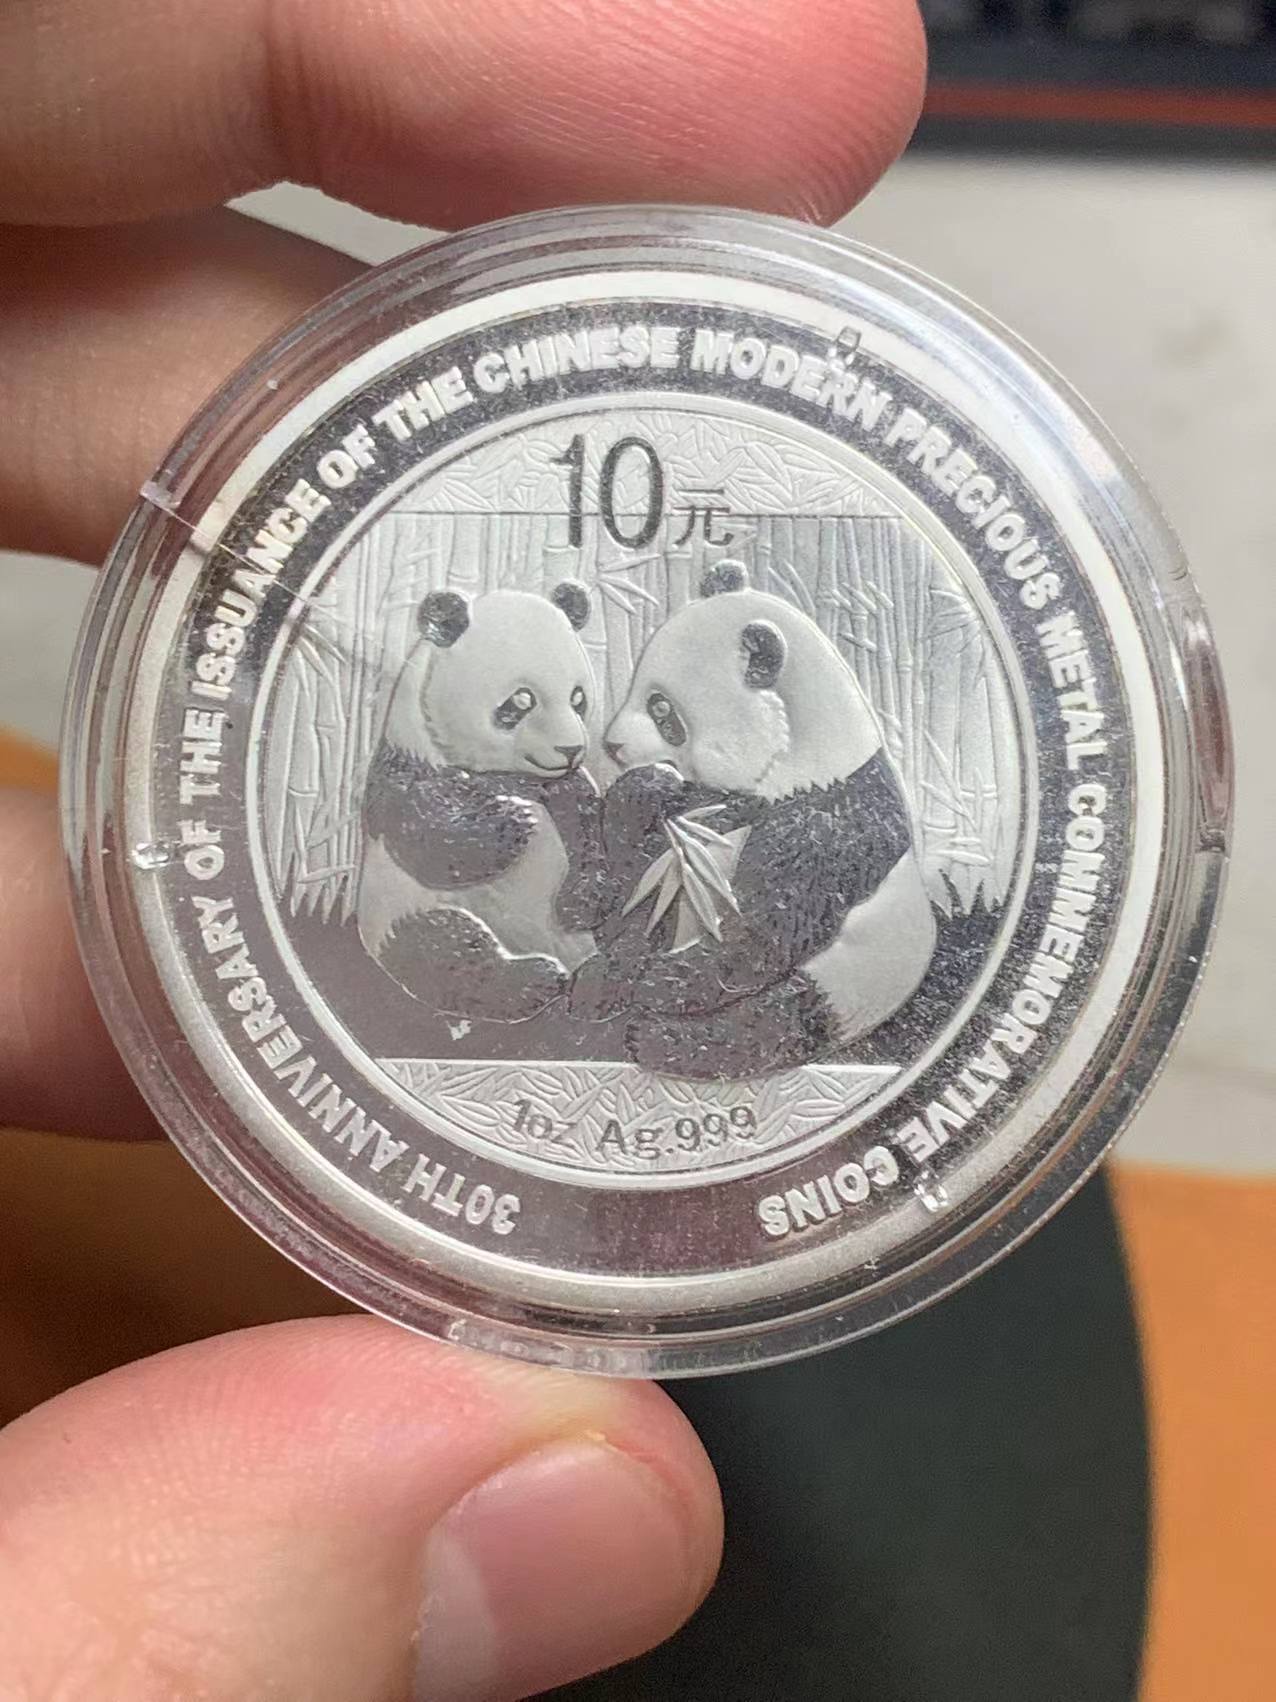 30TH ANNIVERSARY OF THE ISSUANCE OF THE CHINESE MODERN PRECIOUS METAL COMMEMORATIVE COINS
10元
1oz Ag.999